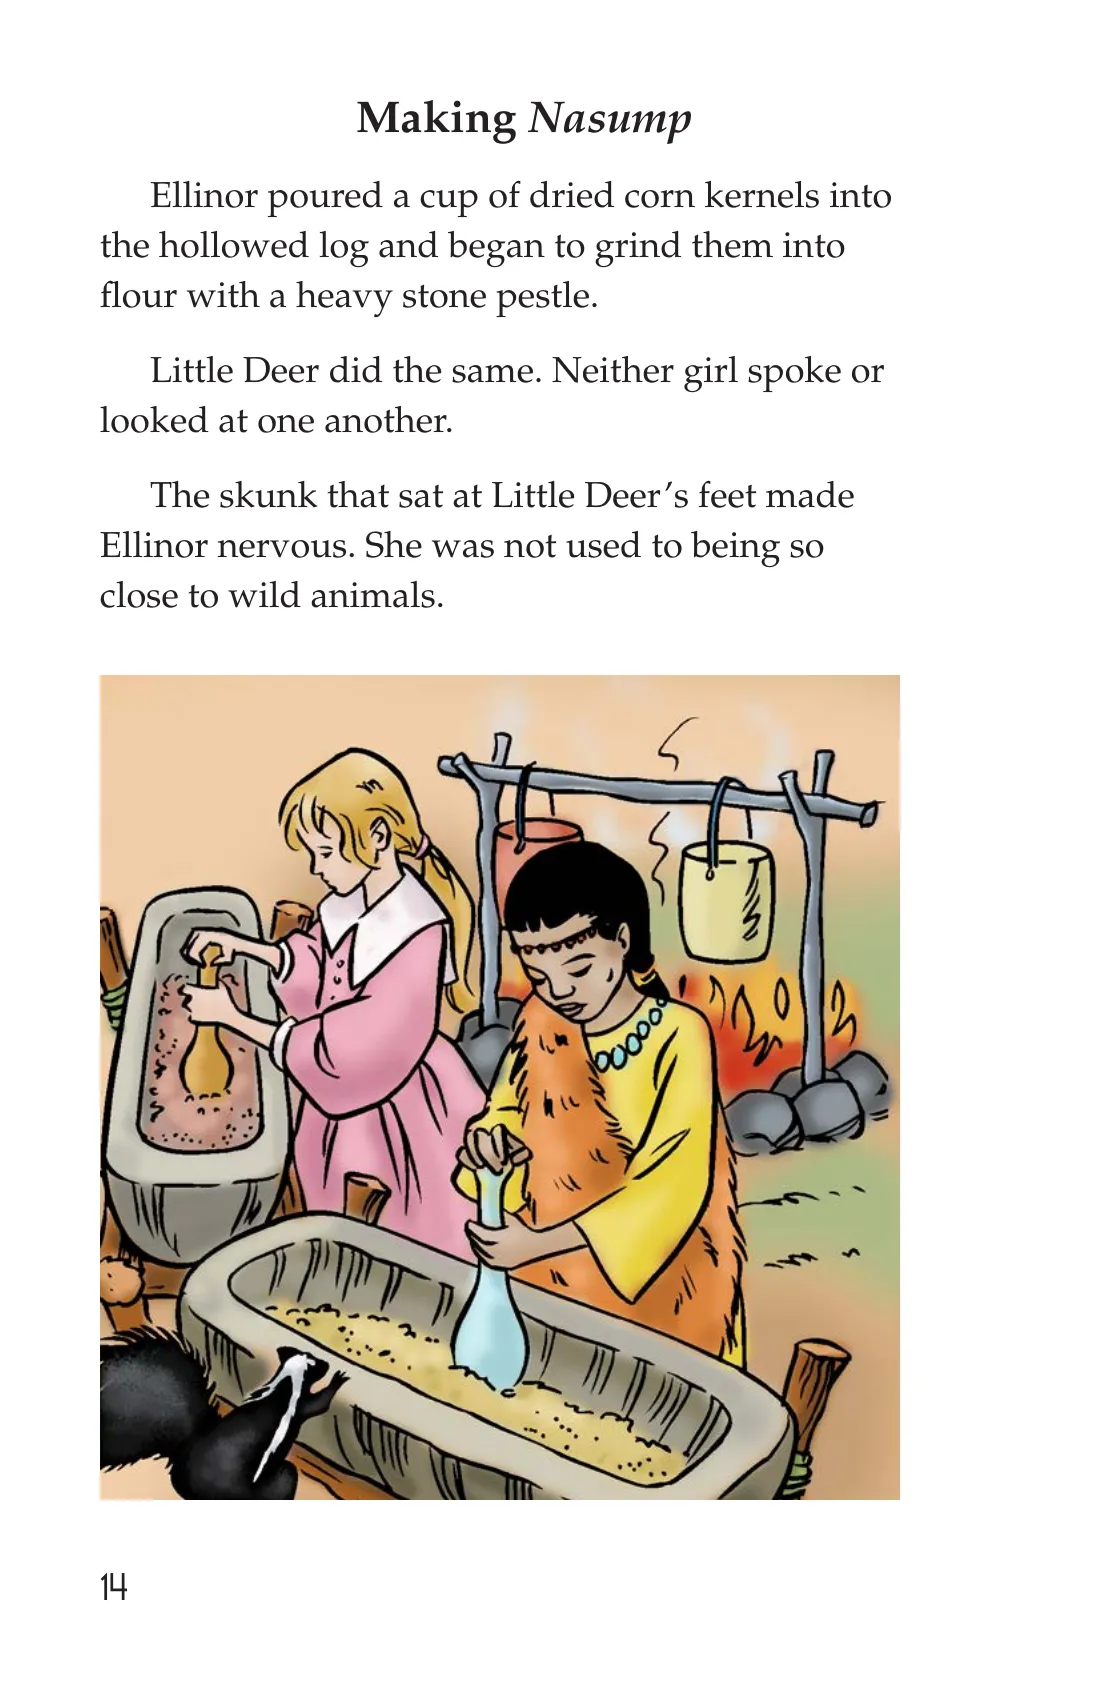 Making Nasump
Ellinor poured a cup of dried corn kernels into
the hollowed log and began to grind them into
flour with a heavy stone pestle.
Little Deer did the same. Neither girl spoke or
looked at one another.
The skunk that sat at Little Deer’s feet made
Ellinor nervous. She was not used to being so
close to wild animals.
14